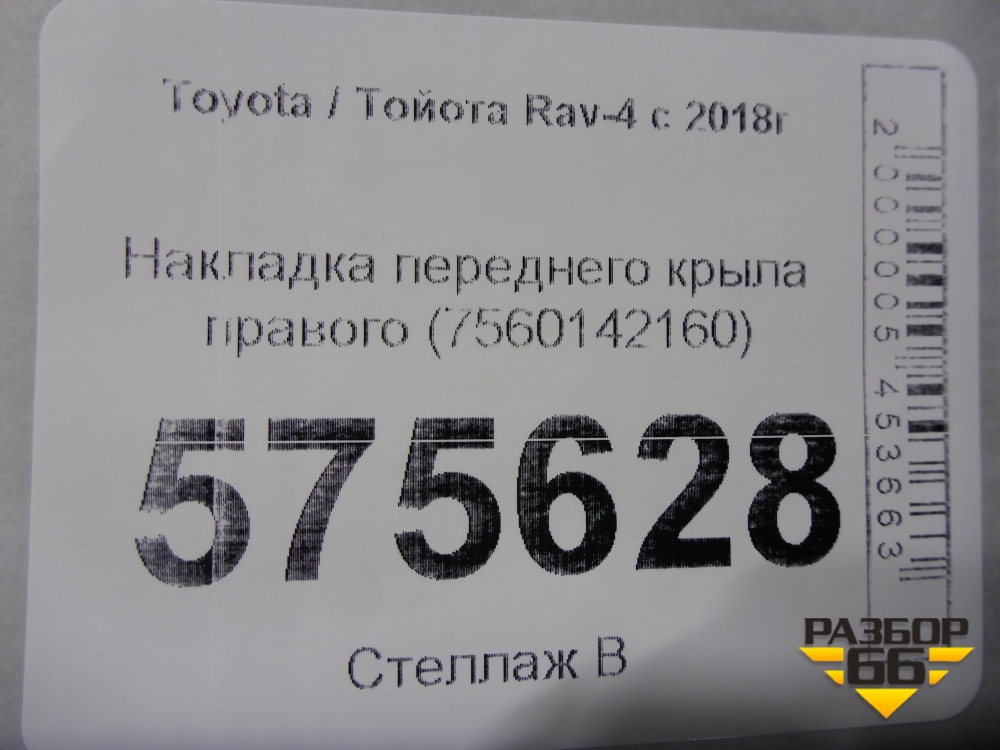 Toyota / Тойота Rav-4 с 2018г
Накладка переднего крыла
правого (7560142160)
575628
Стеллаж В
2000005453663
РАЗБОР
66